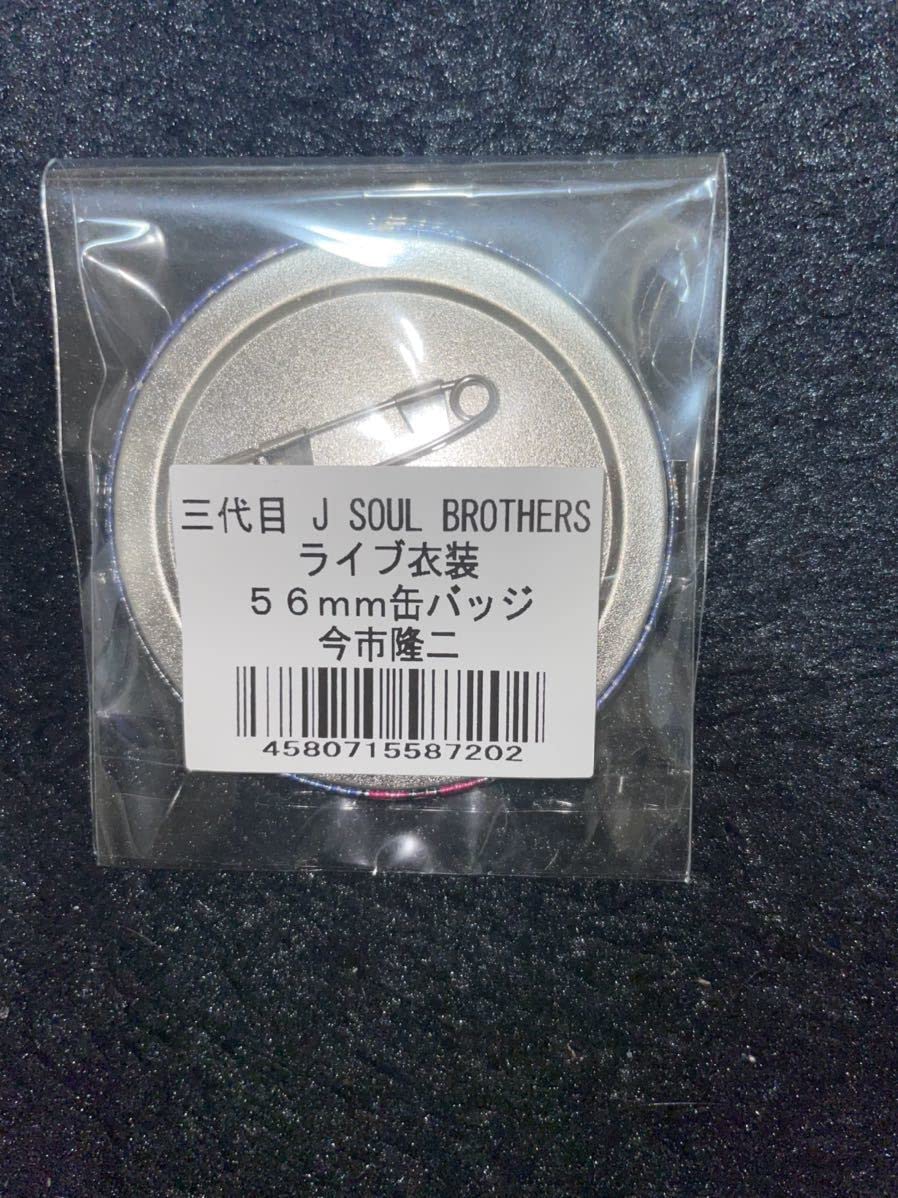 三代目 J SOUL BROTHERS
ライブ衣装
５６ｍｍ缶バッジ
今市隆二
4580715587202